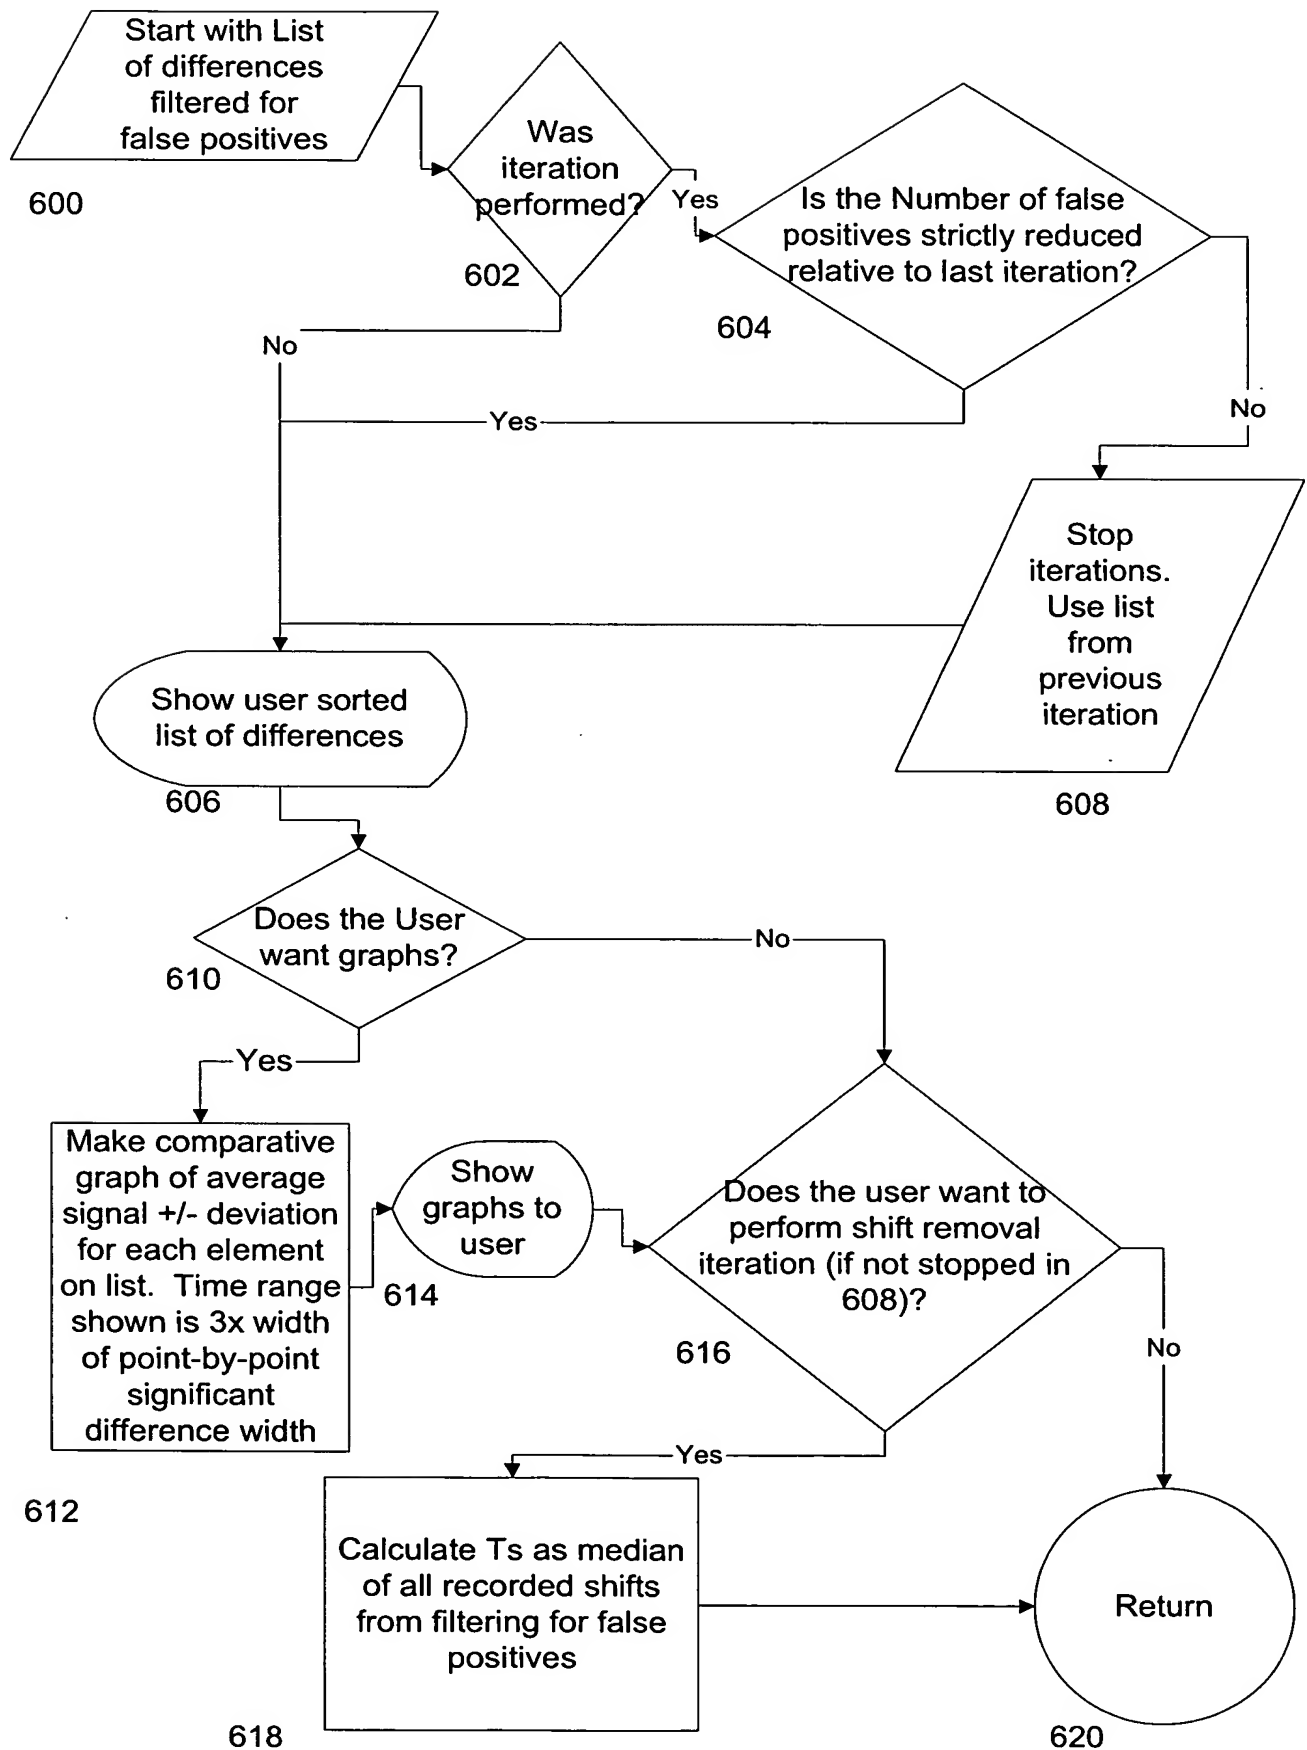 Start with List
of differences
filtered for
false positives
600
Was
iteration
performed?
602
Yes
Is the Number of false
positives strictly reduced
relative to last iteration?
604
No
Yes
No
Stop
iterations.
Use list
from
previous
iteration
608
Show user sorted
list of differences
606
Does the User
want graphs?
610
No
Yes
Make comparative
graph of average
signal +/- deviation
for each element
on list. Time range
shown is 3x width
of point-by-point
significant
difference width
612
Show
graphs to
user
614
Does the user want to
perform shift removal
iteration (if not stopped in
608)?
616
No
Yes
Calculate Ts as median
of all recorded shifts
from filtering for false
positives
618
Return
620